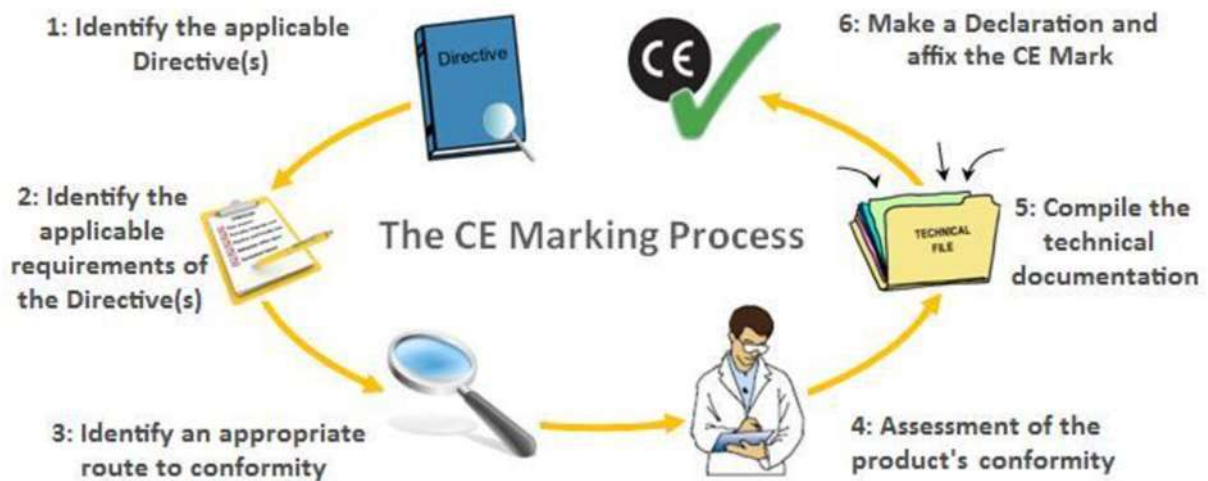 1: Identify the applicable
Directive(s)
Directive
CE
6: Make a Declaration and
affix the CE Mark
2: Identify the
applicable
requirements of
the Directive(s)
The CE Marking Process
TECHNICAL
FILE
5: Compile the
technical
documentation
3: Identify an appropriate
route to conformity
4: Assessment of the
product's conformity